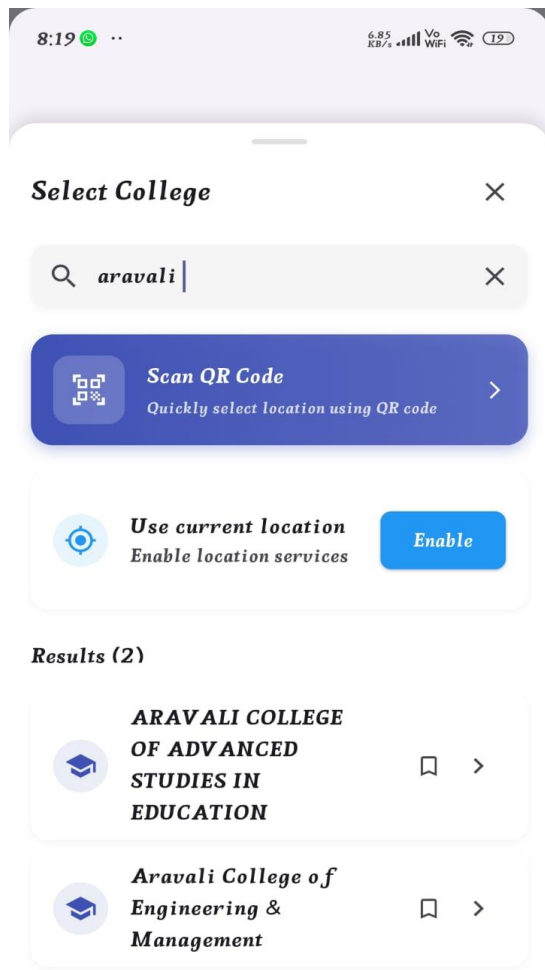 8:19
6.85
KB/s
Vo
WiFi
19
Select College
aravali
Scan QR Code
Quickly select location using QR code
Use current location
Enable location services
Enable
Results (2)
ARAVALI COLLEGE
OF ADVANCED
STUDIES IN
EDUCATION
Aravali College of
Engineering &
Management